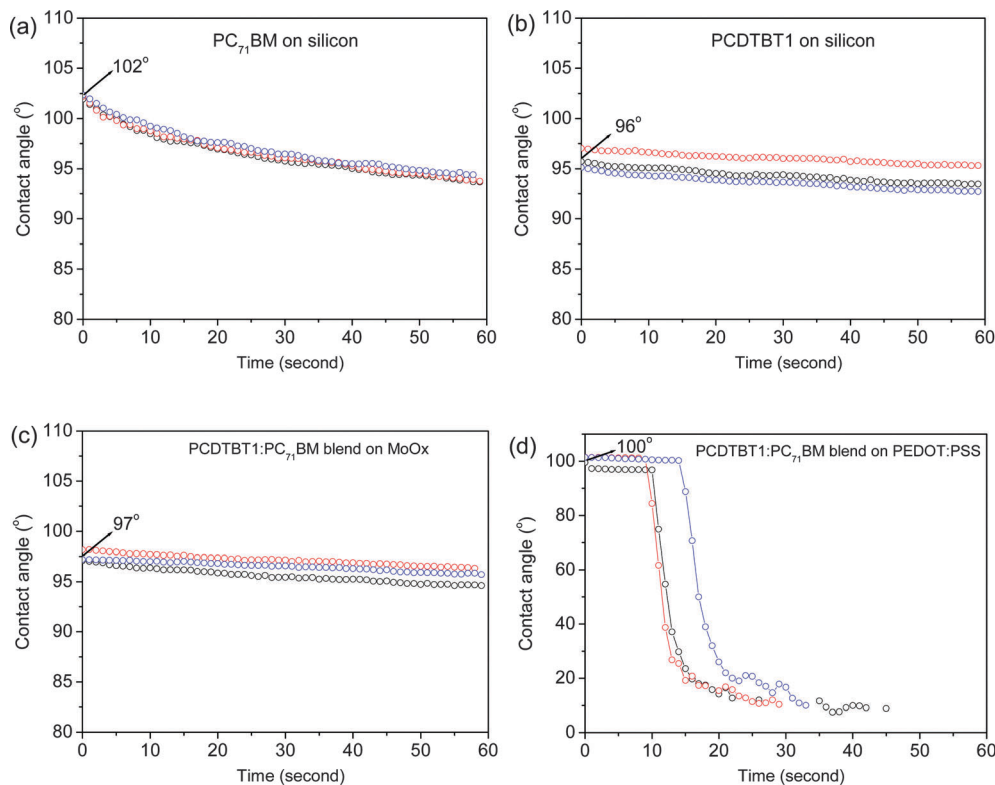 (a)
PC71BM on silicon
102°
110
105
100
95
90
85
80
0 10 20 30 40 50 60
Contact angle (°)
Time (second)
(b)
PCDTBT1 on silicon
96°
110
105
100
95
90
85
80
0 10 20 30 40 50 60
Contact angle (°)
Time (second)
(c)
PCDTBT1:PC71BM blend on MoOx
97°
110
105
100
95
90
85
80
0 10 20 30 40 50 60
Contact angle (°)
Time (second)
(d)
PCDTBT1:PC71BM blend on PEDOT:PSS
100°
100
80
60
40
20
0
0 10 20 30 40 50 60
Contact angle (°)
Time (second)